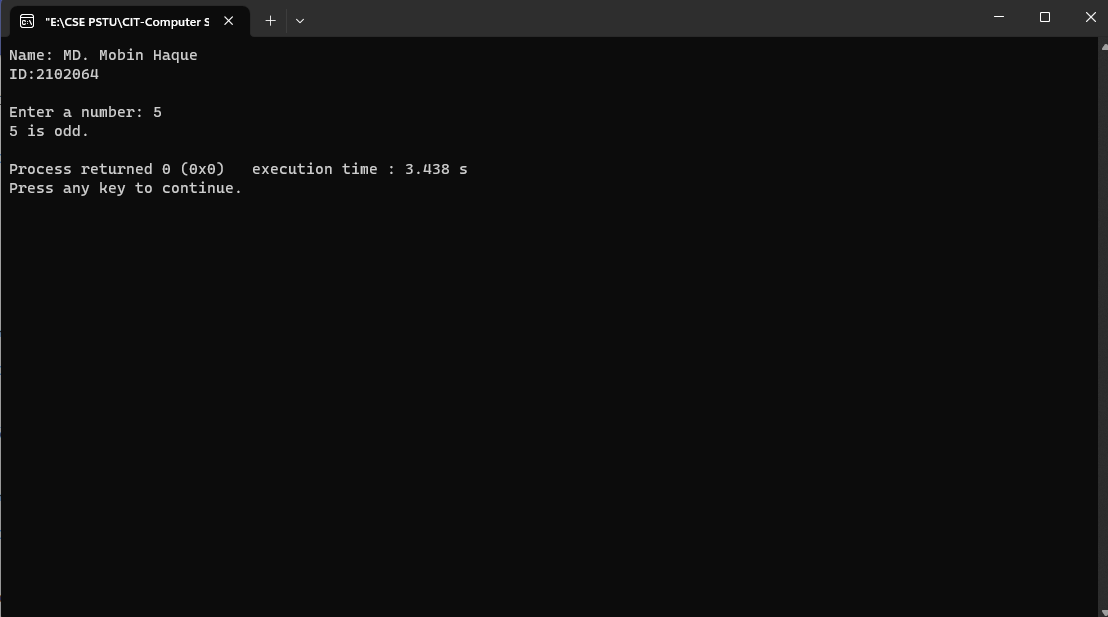 "E:\CSE PSTU\CIT-Computer S
Name: MD. Mobin Haque
ID:2102064
Enter a number: 5
5 is odd.
Process returned 0 (0x0)   execution time : 3.438 s
Press any key to continue.